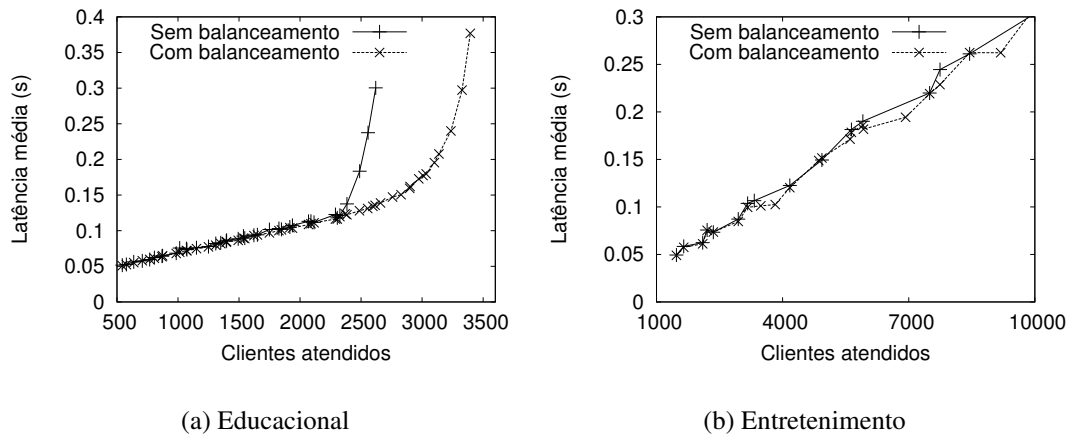 0.4
0.35
0.3
0.25
0.2
0.15
0.1
0.05
0
500 1000 1500 2000 2500 3000 3500
Latência média (s)
Clientes atendidos
Sem balanceamento
Com balanceamento
(a) Educacional
0.3
0.25
0.2
0.15
0.1
0.05
0
1000 4000 7000 10000
Latência média (s)
Clientes atendidos
Sem balanceamento
Com balanceamento
(b) Entretenimento